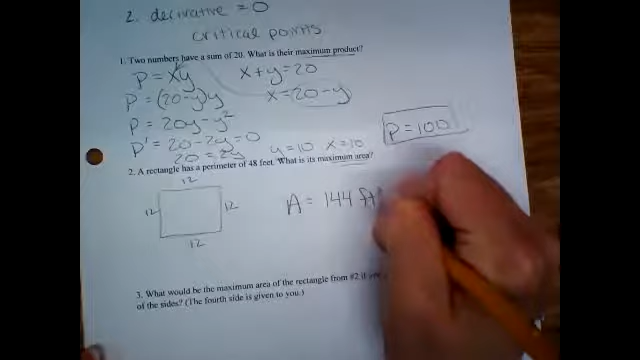 2. derivative = 0
critical points
1. Two numbers have a sum of 20. What is their maximum product?
P = xy
x + y = 20
P = (20 - y)y
x = 20 - y
P = 20y - y²
P' = 20 - 2y = 0
20 = 2y
y = 10 x = 10
P = 100
2. A rectangle has a perimeter of 48 feet. What is its maximum area?
12
12
12
12
A = 144 ft
3. What would be the maximum area of the rectangle from #2 if
of the sides? (The fourth side is given to you.)